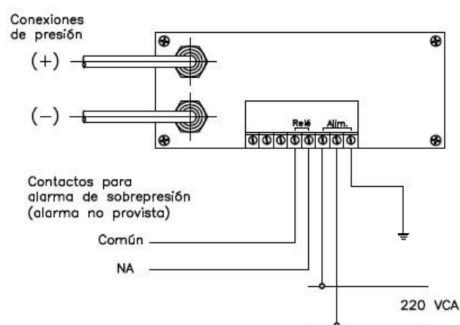 Conexiones
de presión
(+)
(−)
Relé Alim.
Contactos para
alarma de sobrepresión
(alarma no provista)
Común
NA
220 VCA